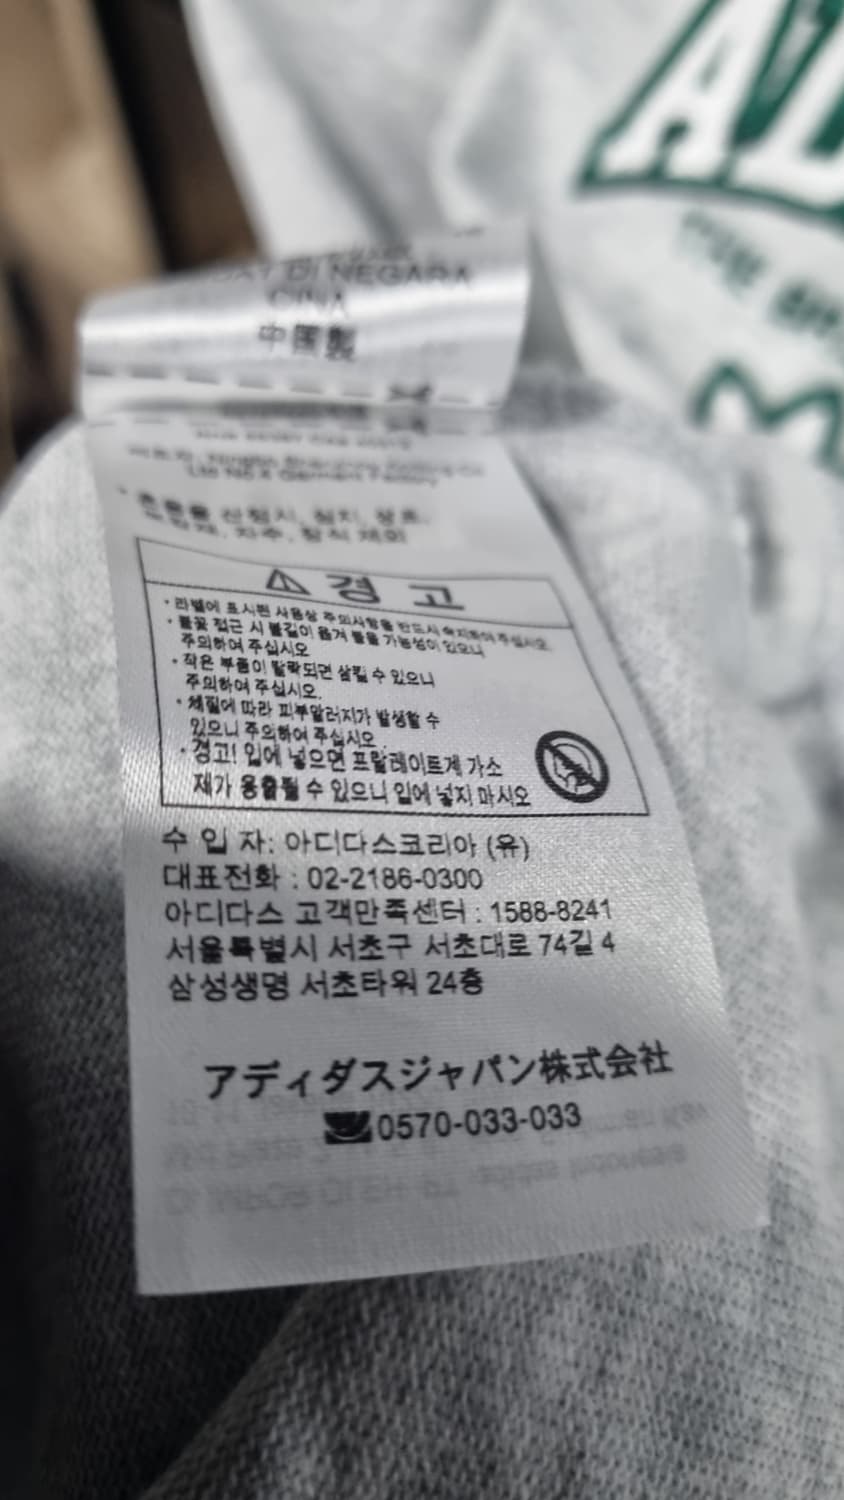 DI NEGARA
CINA
中国製
Garment Factory
⚠ 경 고
· 라벨에 표시된 사용상 주의사항을 반드시 숙지하여 주십시오.
· 불꽃 접근 시 불길이 옮겨 붙을 가능성이 있으니
주의하여 주십시오
· 작은 부품이 탈락되면 삼킬 수 있으니
주의하여 주십시오.
· 체질에 따라 피부알러지가 발생할 수
있으니 주의하여 주십시오
· 경고! 입에 넣으면 프탈레이트계 가소
제가 용출될 수 있으니 입에 넣지 마시오
수 입 자: 아디다스코리아 (유)
대표전화 : 02-2186-0300
아디다스 고객만족센터 : 1588-8241
서울특별시 서초구 서초대로 74길 4
삼성생명 서초타워 24층
アディダスジャパン株式会社
0570-033-033